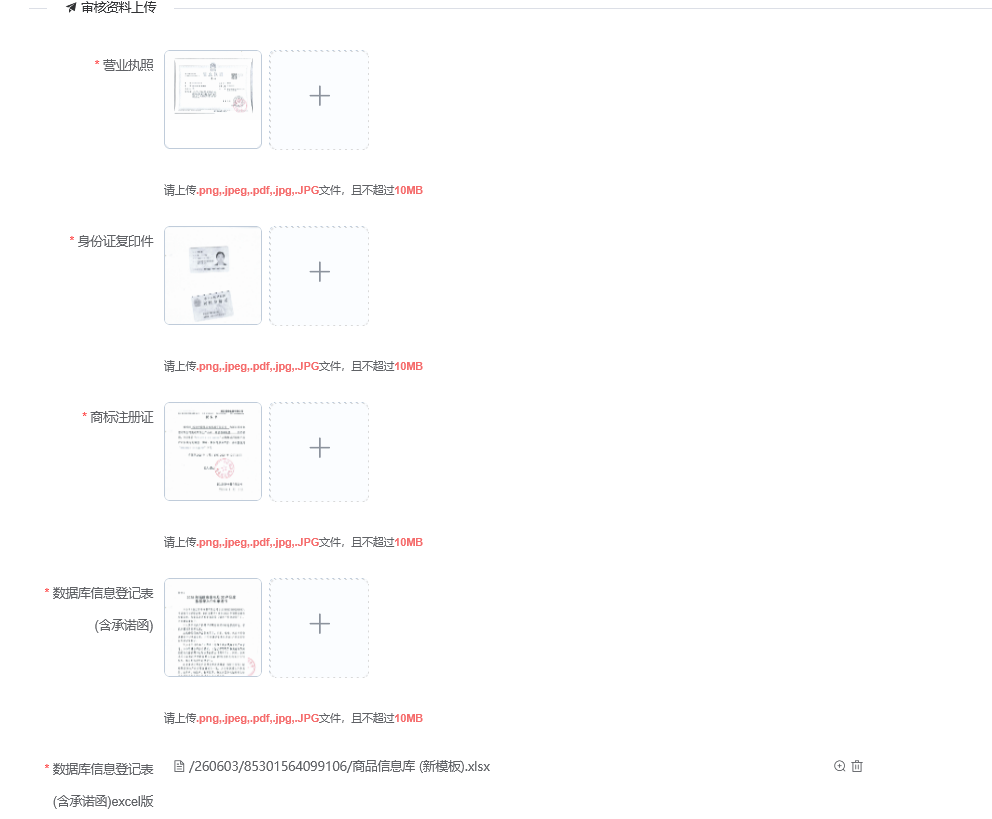 审核资料上传
* 营业执照
请上传.png,.jpeg,.pdf,.jpg,.JPG文件，且不超过10MB
* 身份证复印件
请上传.png,.jpeg,.pdf,.jpg,.JPG文件，且不超过10MB
* 商标注册证
请上传.png,.jpeg,.pdf,.jpg,.JPG文件，且不超过10MB
* 数据库信息登记表
(含承诺函)
请上传.png,.jpeg,.pdf,.jpg,.JPG文件，且不超过10MB
* 数据库信息登记表 /260603/85301564099106/商品信息库 (新模板).xlsx
(含承诺函)excel版